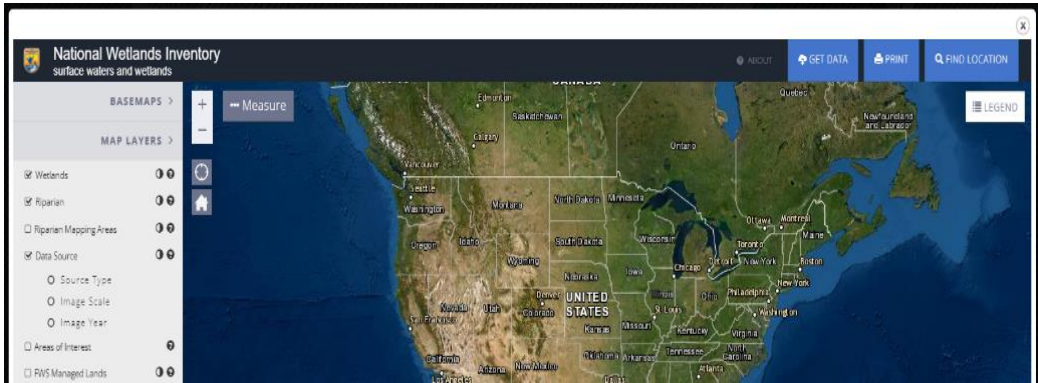 x
National Wetlands Inventory
surface waters and wetlands
ABOUT
GET DATA
PRINT
FIND LOCATION
BASEMAPS >
MAP LAYERS >
Wetlands
Riparian
Riparian Mapping Areas
Data Source
Source Type
Image Scale
Image Year
Areas of Interest
FWS Managed Lands
+
−
Measure
LEGEND
CANADA
Edmonton
Saskatchewan
Calgary
Quebec
Newfoundland
and Labrador
Ontario
Vancouver
Seattle
Washington
Montana
North Dakota
Minnesota
Ottawa
Montreal
Maine
Oregon
Idaho
South Dakota
Wisconsin
Toronto
Wyoming
Detroit
New York
Boston
Chicago
Iowa
Nebraska
New York
Illinois
Ohio
Philadelphia
Denver
UNITED
STATES
Nevada
Utah
Colorado
St. Louis
Washington
San Francisco
Kansas
Missouri
Kentucky
Virginia
California
Oklahoma
Arkansas
Tennessee
North
Carolina
Arizona
New Mexico
Atlanta
Los Angeles
Dallas